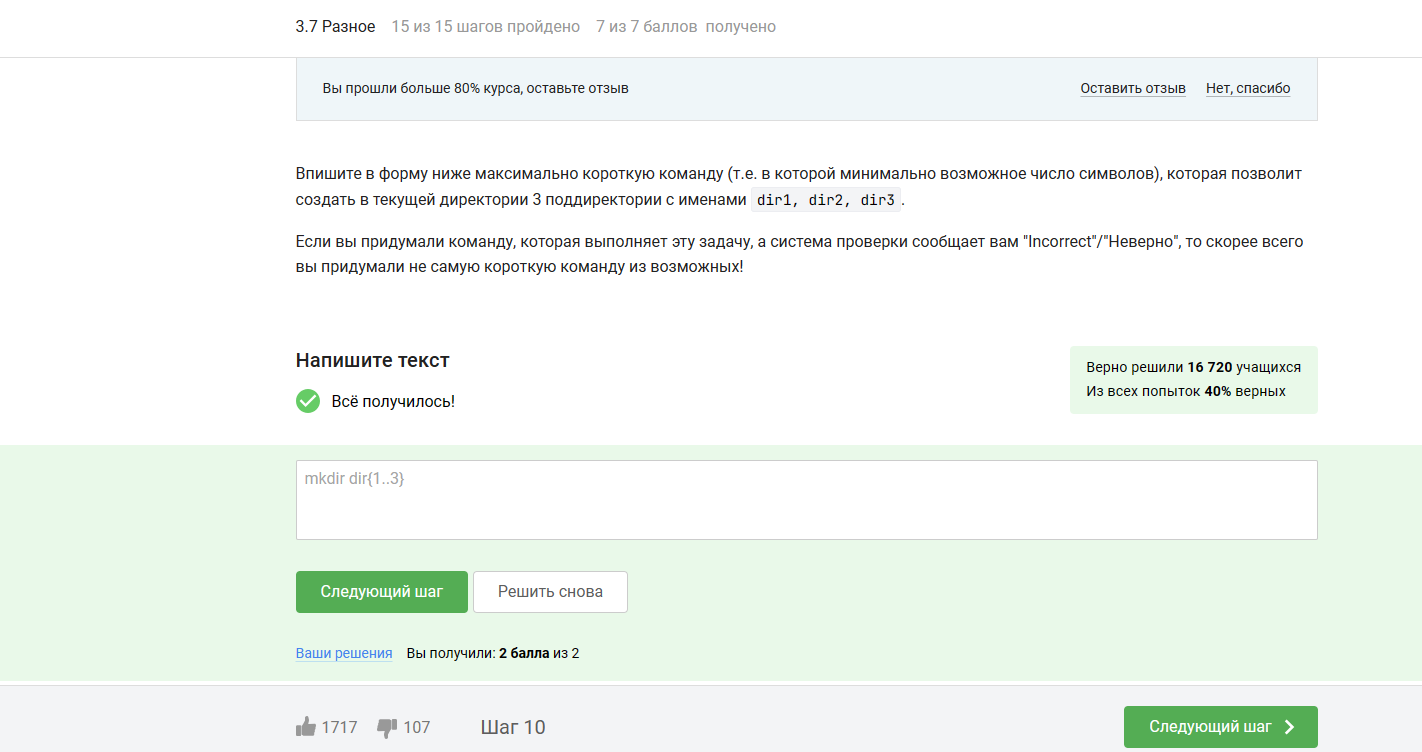 3.7 Разное 15 из 15 шагов пройдено 7 из 7 баллов получено
Вы прошли больше 80% курса, оставьте отзыв Оставить отзыв Нет, спасибо
Впишите в форму ниже максимально короткую команду (т.е. в которой минимально возможное число символов), которая позволит
создать в текущей директории 3 поддиректории с именами dir1, dir2, dir3.
Если вы придумали команду, которая выполняет эту задачу, а система проверки сообщает вам "Incorrect"/"Неверно", то скорее всего
вы придумали не самую короткую команду из возможных!
Напишите текст
Всё получилось!
Верно решили 16 720 учащихся
Из всех попыток 40% верных
mkdir dir{1..3}
Следующий шаг Решить снова
Ваши решения Вы получили: 2 балла из 2
1717 107 Шаг 10 Следующий шаг